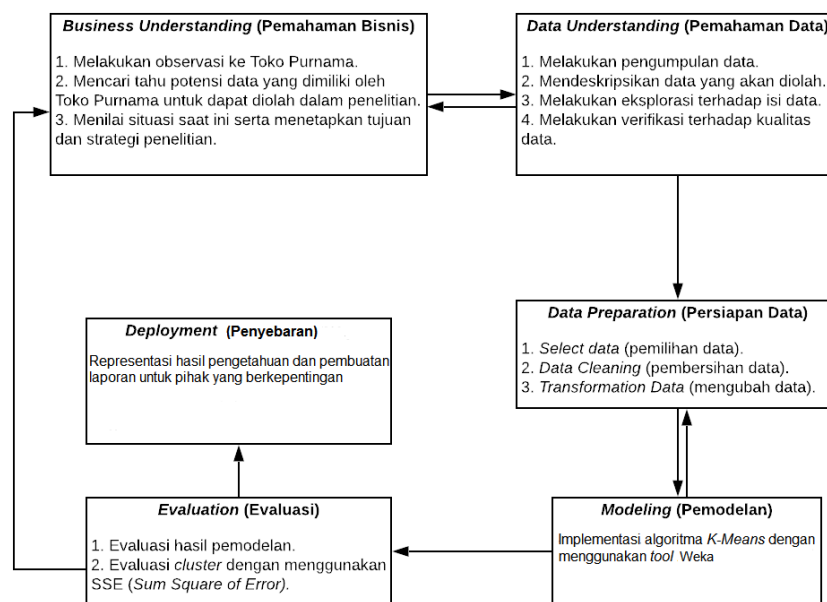 Business Understanding (Pemahaman Bisnis)
1. Melakukan observasi ke Toko Purnama.
2. Mencari tahu potensi data yang dimiliki oleh
Toko Purnama untuk dapat diolah dalam penelitian.
3. Menilai situasi saat ini serta menetapkan tujuan
dan strategi penelitian.
Data Understanding (Pemahaman Data)
1. Melakukan pengumpulan data.
2. Mendeskripsikan data yang akan diolah.
3. Melakukan eksplorasi terhadap isi data.
4. Melakukan verifikasi terhadap kualitas
data.
Data Preparation (Persiapan Data)
1. Select data (pemilihan data).
2. Data Cleaning (pembersihan data).
3. Transformation Data (mengubah data).
Modeling (Pemodelan)
Implementasi algoritma K-Means dengan
menggunakan tool Weka
Evaluation (Evaluasi)
1. Evaluasi hasil pemodelan.
2. Evaluasi cluster dengan menggunakan
SSE (Sum Square of Error).
Deployment (Penyebaran)
Representasi hasil pengetahuan dan pembuatan
laporan untuk pihak yang berkepentingan